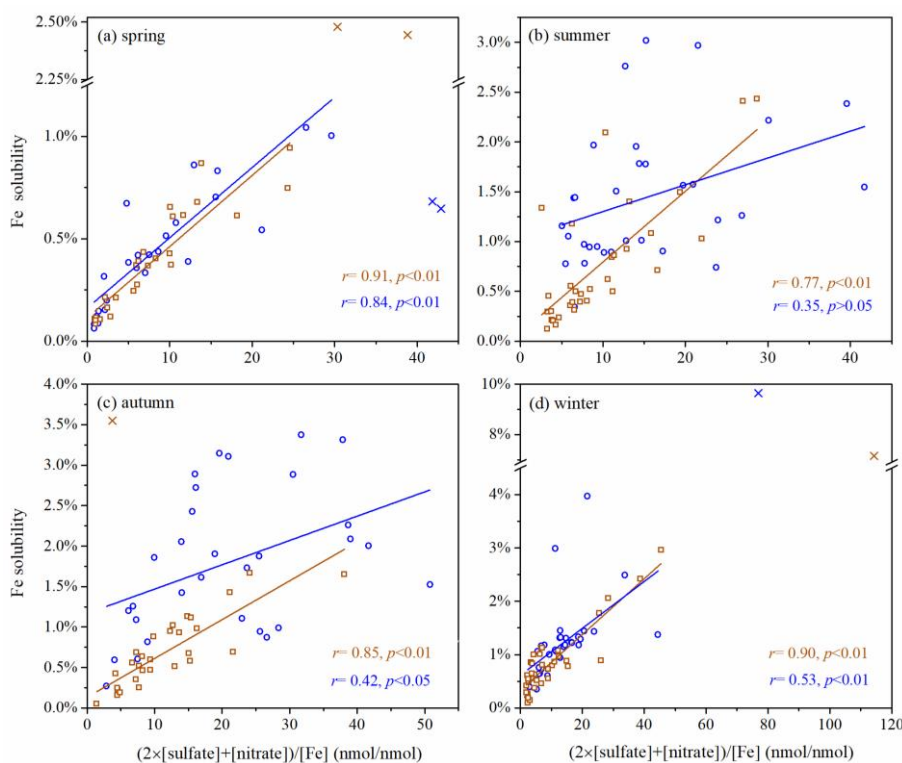 (a) spring
2.50%
2.25%
1.0%
0.5%
0.0%
0 10 20 30 40
r= 0.91, p<0.01
r= 0.84, p<0.01
(b) summer
3.0%
2.5%
2.0%
1.5%
1.0%
0.5%
0.0%
0 10 20 30 40
r= 0.77, p<0.01
r= 0.35, p>0.05
Fe solubility
(c) autumn
4.0%
3.5%
3.0%
2.5%
2.0%
1.5%
1.0%
0.5%
0.0%
0 10 20 30 40 50
r= 0.85, p<0.01
r= 0.42, p<0.05
Fe solubility
(2×[sulfate]+[nitrate])/[Fe] (nmol/nmol)
(d) winter
10%
8%
4%
3%
2%
1%
0%
0 20 40 60 80 100 120
r= 0.90, p<0.01
r= 0.53, p<0.01
(2×[sulfate]+[nitrate])/[Fe] (nmol/nmol)